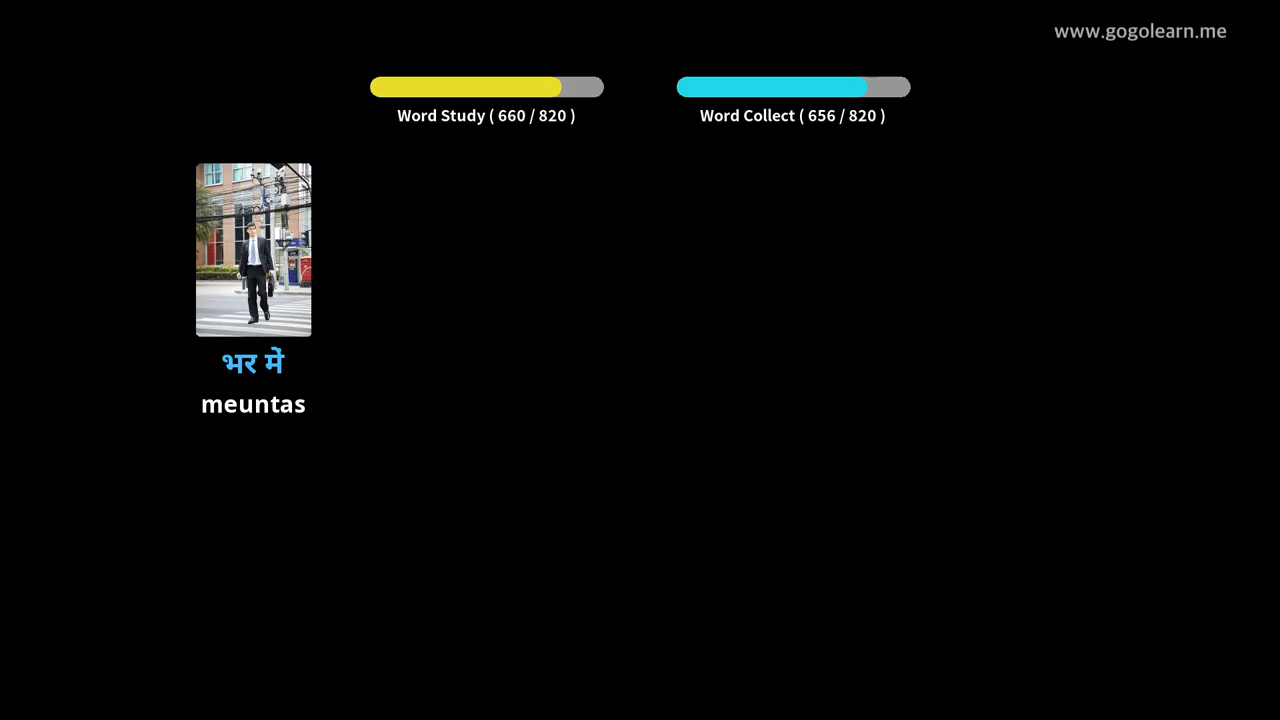 www.gogolearn.me
Word Study ( 660 / 820 )
Word Collect ( 656 / 820 )
भर में
meuntas